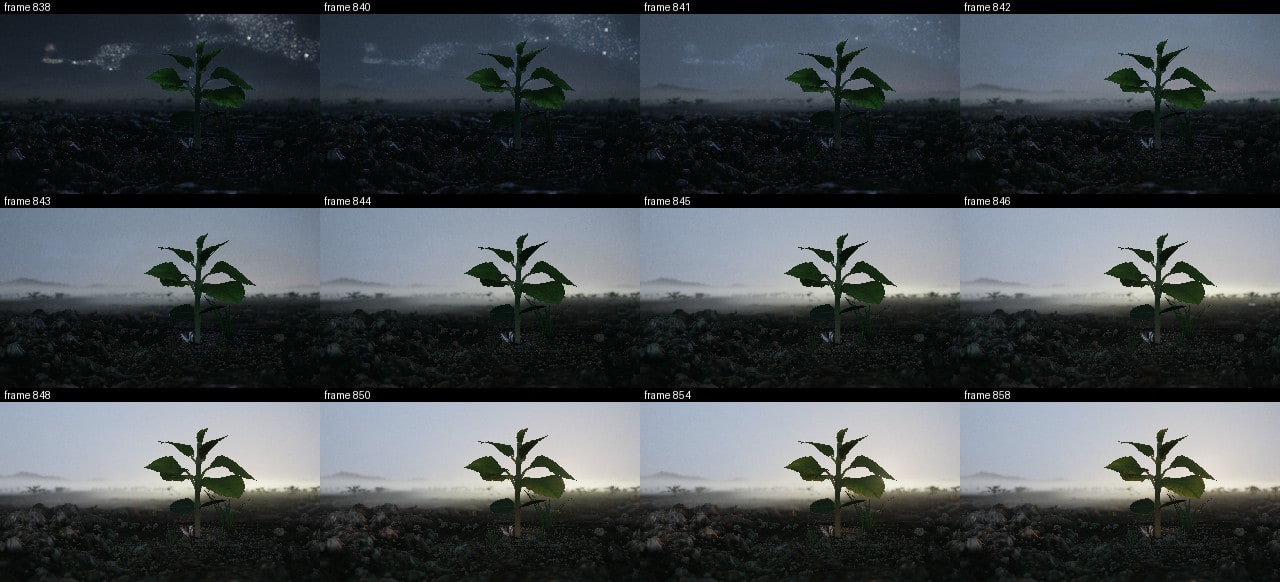 frame 838
frame 840
frame 841
frame 842
frame 843
frame 844
frame 845
frame 846
frame 848
frame 850
frame 854
frame 858